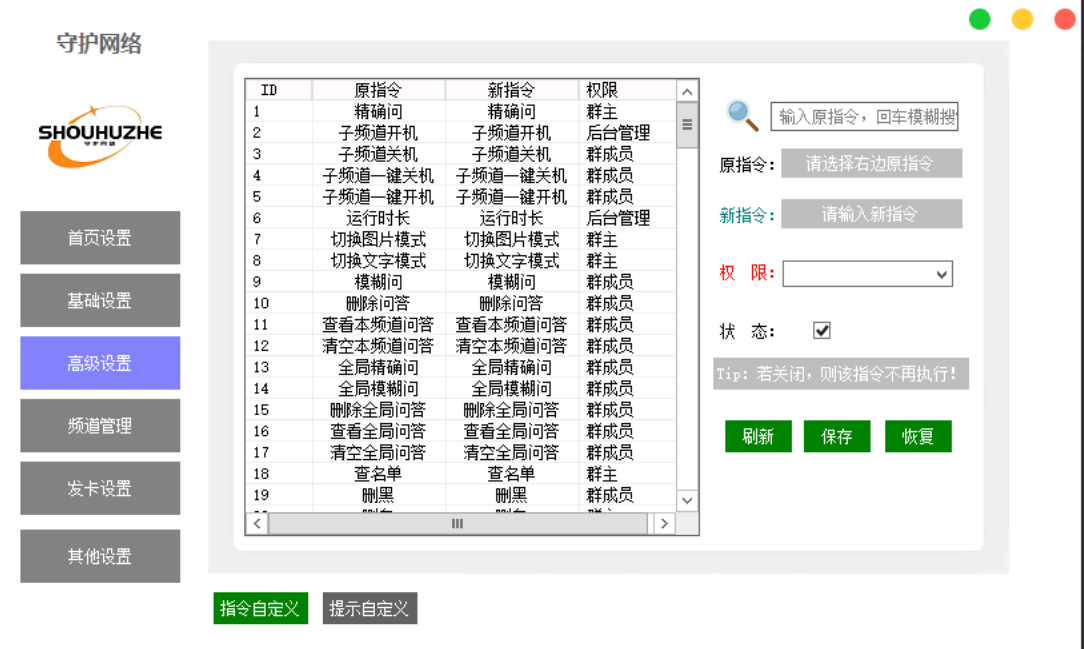 守护网络
SHOUHUZHE
守护网络
首页设置
基础设置
高级设置
频道管理
发卡设置
其他设置
ID 原指令 新指令 权限
1 精确问 精确问 群主
2 子频道开机 子频道开机 后台管理
3 子频道关机 子频道关机 群成员
4 子频道一键关机 子频道一键关机 群成员
5 子频道一键开机 子频道一键开机 群成员
6 运行时长 运行时长 后台管理
7 切换图片模式 切换图片模式 群主
8 切换文字模式 切换文字模式 群主
9 模糊问 模糊问 群成员
10 删除问答 删除问答 群成员
11 查看本频道问答 查看本频道问答 群成员
12 清空本频道问答 清空本频道问答 群成员
13 全局精确问 全局精确问 群成员
14 全局模糊问 全局模糊问 群成员
15 删除全局问答 删除全局问答 群成员
16 查看全局问答 查看全局问答 群成员
17 清空全局问答 清空全局问答 群成员
18 查名单 查名单 群主
19 删黑 删黑 群成员
输入原指令，回车模糊搜
原指令： 请选择右边原指令
新指令： 请输入新指令
权 限：
状 态：
Tip：若关闭，则该指令不再执行！
刷新 保存 恢复
指令自定义 提示自定义